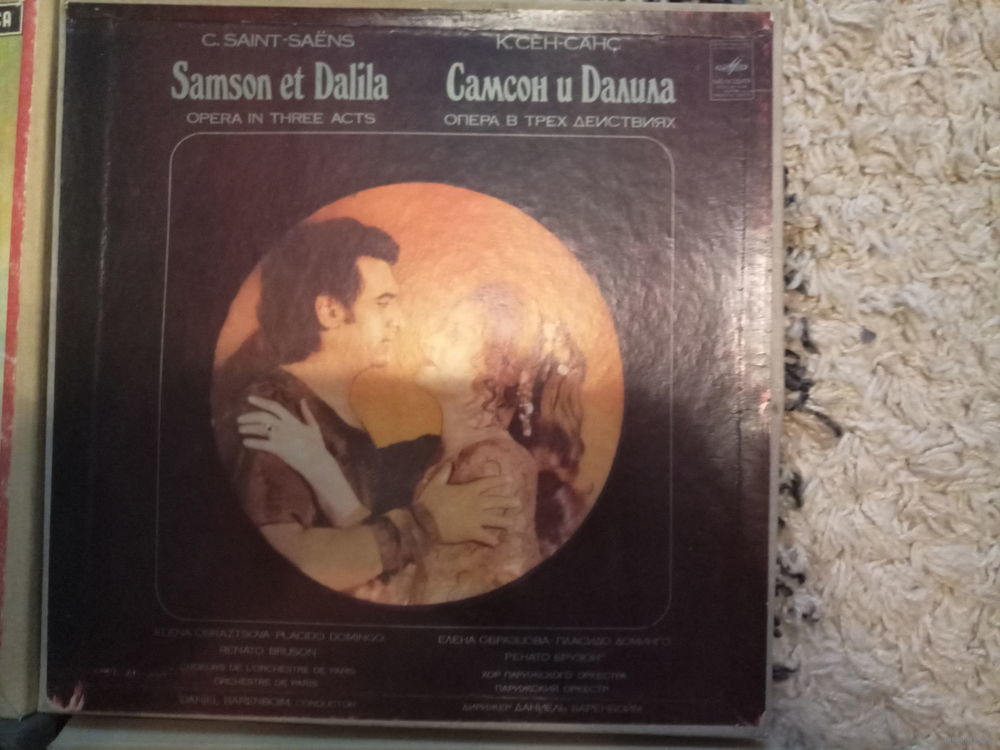 C. SAINT-SAËNS
Samson et Dalila
OPERA IN THREE ACTS
К. СЕН-САНС
Самсон и Далила
ОПЕРА В ТРЕХ ДЕЙСТВИЯХ
ELENA OBRAZTSOVA · PLACIDO DOMINGO
RENATO BRUSON
CHOEURS DE L'ORCHESTRE DE PARIS
ORCHESTRE DE PARIS
DANIEL BARENBOIM, CONDUCTOR
ЕЛЕНА ОБРАЗЦОВА · ПЛАСИДО ДОМИНГО
РЕНАТО БРУЗОН
ХОР ПАРИЖСКОГО ОРКЕСТРА
ПАРИЖСКИЙ ОРКЕСТР
ДИРИЖЕР ДАНИЕЛЬ БАРЕНБОЙМ